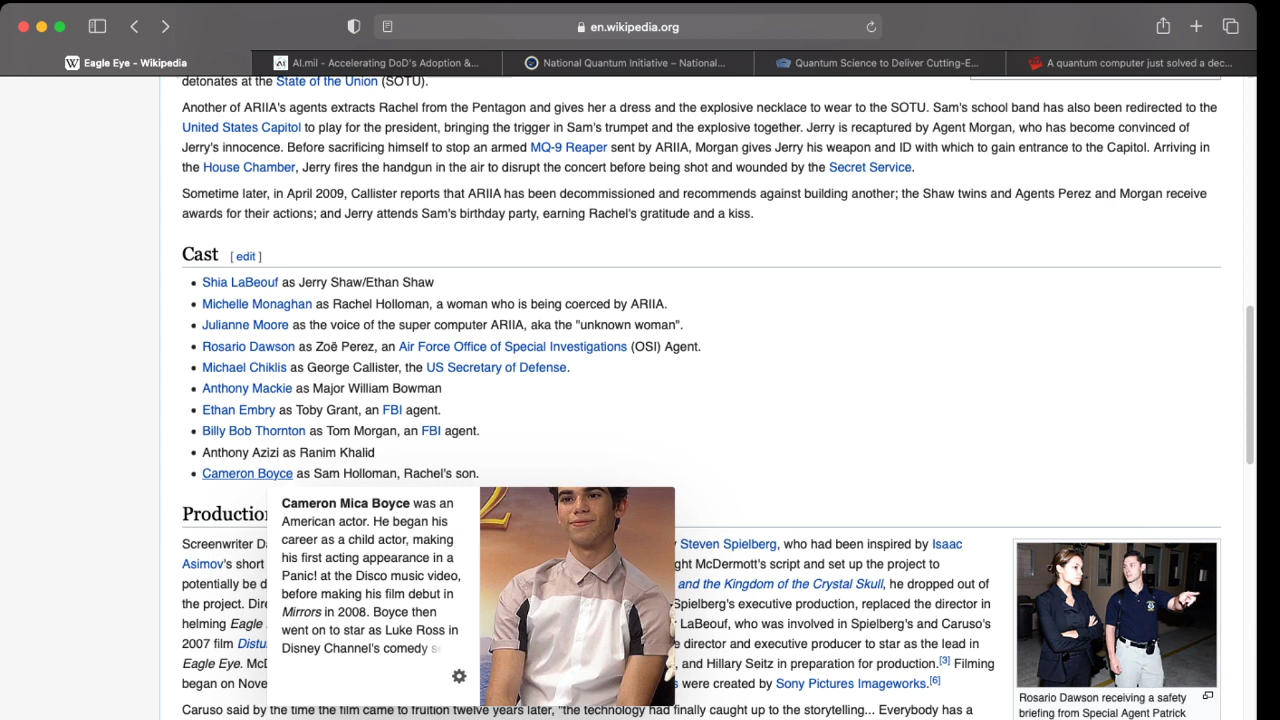 en.wikipedia.org
Eagle Eye - Wikipedia
AI.mil - Accelerating DoD's Adoption &...
National Quantum Initiative – National...
Quantum Science to Deliver Cutting-E...
A quantum computer just solved a dec...
detonates at the State of the Union (SOTU).
Another of ARIIA's agents extracts Rachel from the Pentagon and gives her a dress and the explosive necklace to wear to the SOTU. Sam's school band has also been redirected to the
United States Capitol to play for the president, bringing the trigger in Sam's trumpet and the explosive together. Jerry is recaptured by Agent Morgan, who has become convinced of
Jerry's innocence. Before sacrificing himself to stop an armed MQ-9 Reaper sent by ARIIA, Morgan gives Jerry his weapon and ID with which to gain entrance to the Capitol. Arriving in
the House Chamber, Jerry fires the handgun in the air to disrupt the concert before being shot and wounded by the Secret Service.
Sometime later, in April 2009, Callister reports that ARIIA has been decommissioned and recommends against building another; the Shaw twins and Agents Perez and Morgan receive
awards for their actions; and Jerry attends Sam's birthday party, earning Rachel's gratitude and a kiss.
Cast [ edit ]
• Shia LaBeouf as Jerry Shaw/Ethan Shaw
• Michelle Monaghan as Rachel Holloman, a woman who is being coerced by ARIIA.
• Julianne Moore as the voice of the super computer ARIIA, aka the "unknown woman".
• Rosario Dawson as Zoë Perez, an Air Force Office of Special Investigations (OSI) Agent.
• Michael Chiklis as George Callister, the US Secretary of Defense.
• Anthony Mackie as Major William Bowman
• Ethan Embry as Toby Grant, an FBI agent.
• Billy Bob Thornton as Tom Morgan, an FBI agent.
• Anthony Azizi as Ranim Khalid
• Cameron Boyce as Sam Holloman, Rachel's son.
Cameron Mica Boyce was an
American actor. He began his
career as a child actor, making
his first acting appearance in a
Panic! at the Disco music video,
before making his film debut in
Mirrors in 2008. Boyce then
went on to star as Luke Ross in
Disney Channel's comedy
2
Production
Screenwriter D
Steven Spielberg, who had been inspired by Isaac
Asimov's short
ght McDermott's script and set up the project to
potentially be d
and the Kingdom of the Crystal Skull, he dropped out of
the project. Dire
Spielberg's executive production, replaced the director in
helming Eagle
LaBeouf, who was involved in Spielberg's and Caruso's
2007 film Distu
director and executive producer to star as the lead in
Eagle Eye. McD
, and Hillary Seitz in preparation for production.[3] Filming
began on Nove
s were created by Sony Pictures Imageworks.[6]
Caruso said by the time the film came to fruition twelve years later, "the technology had finally caught up to the storytelling... Everybody has a
Rosario Dawson receiving a safety
briefing from Special Agent Patrick